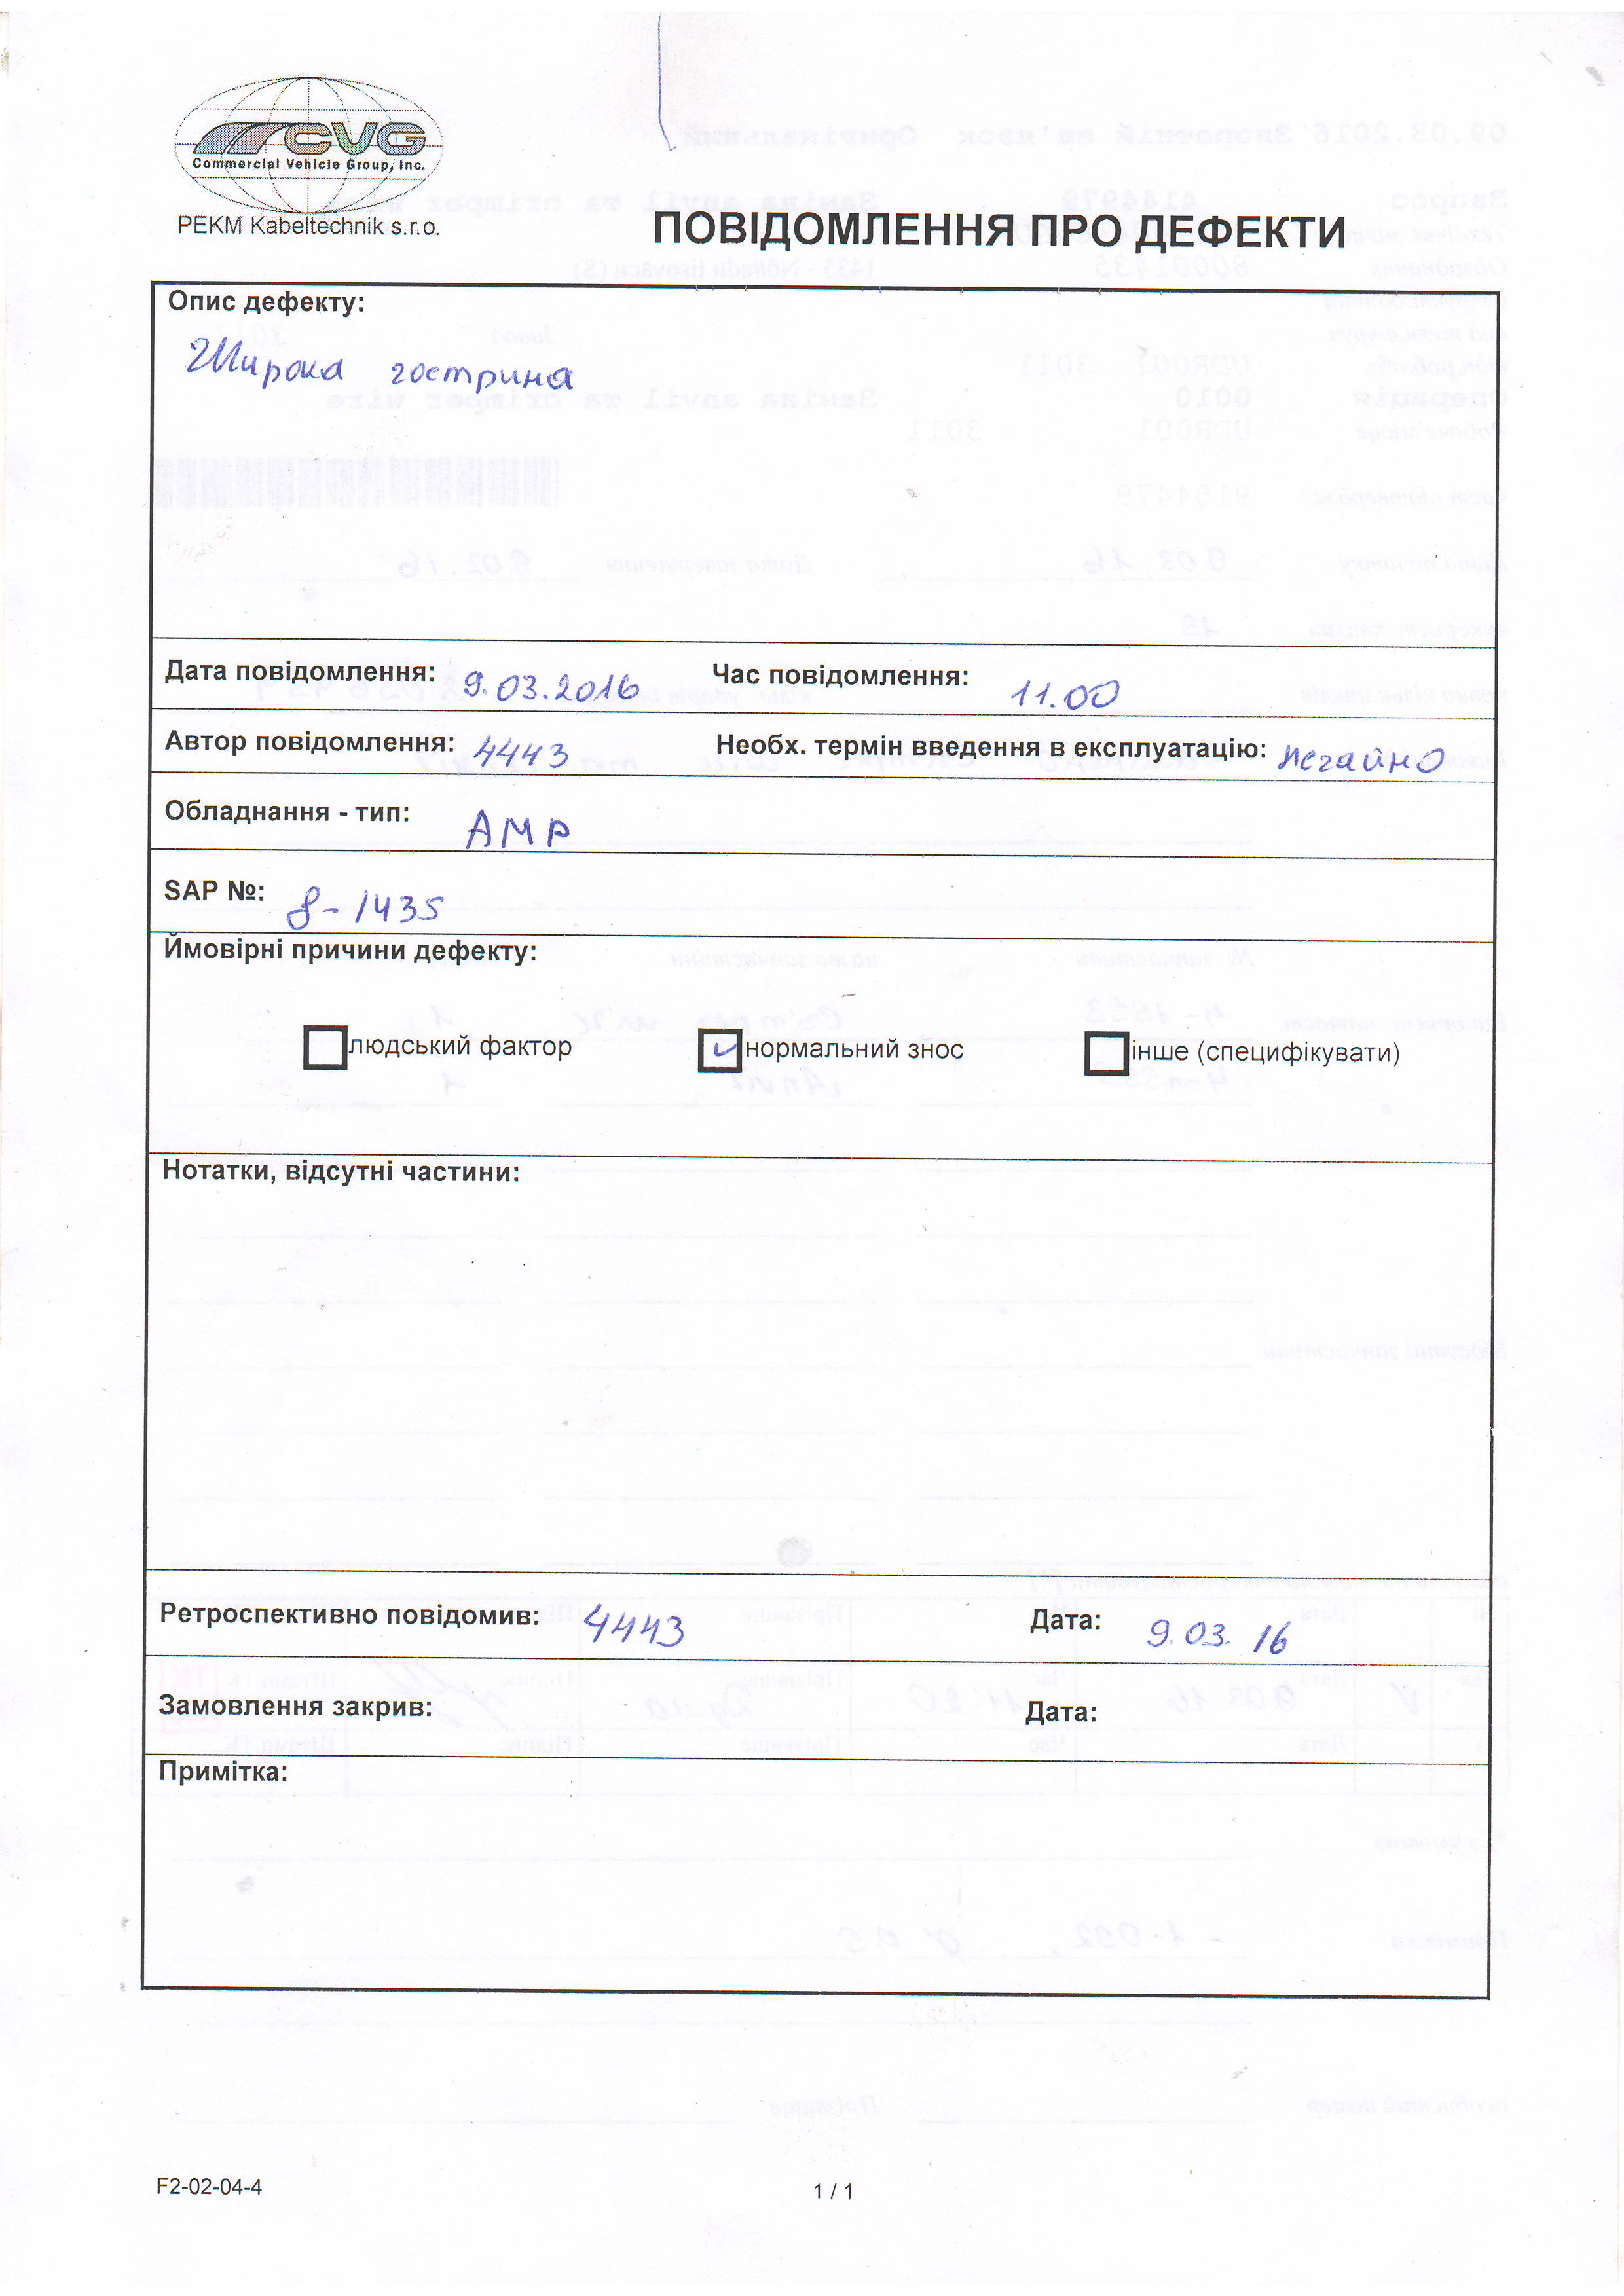 CVG
Commercial Vehicle Group, Inc.
PEKM Kabeltechnik s.r.o.
ПОВІДОМЛЕННЯ ПРО ДЕФЕКТИ
Опис дефекту:
Широка гострина
Дата повідомлення: 9.03.2016 Час повідомлення: 11.00
Автор повідомлення: 4443 Необх. термін введення в експлуатацію: негайно
Обладнання - тип: АМР
SAP №: 8-1435
Ймовірні причини дефекту:
людський фактор нормальний знос інше (специфікувати)
Нотатки, відсутні частини:
Ретроспективно повідомив: 4443 Дата: 9.03.16
Замовлення закрив: Дата:
Примітка:
F2-02-04-4 1 / 1